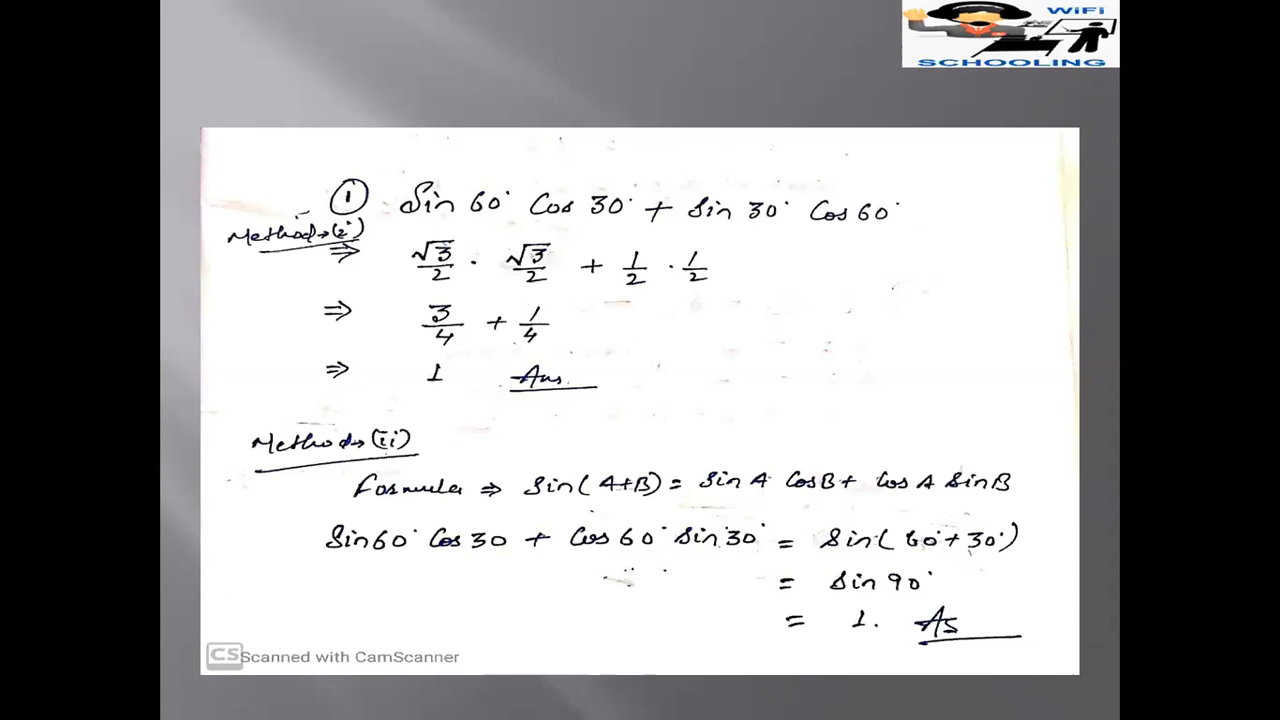 WiFi
SCHOOLING
① Sin 60° Cos 30° + Sin 30° Cos 60°
Method→(i)
⇒ √3/2 · √3/2 + 1/2 · 1/2
⇒ 3/4 + 1/4
⇒ 1 Ans.
Method→(ii)
Formula ⇒ Sin(A+B) = Sin A Cos B + Cos A Sin B
Sin 60° Cos 30 + Cos 60° Sin 30° = Sin(60°+30°)
= Sin 90°
= 1. As
CS Scanned with CamScanner